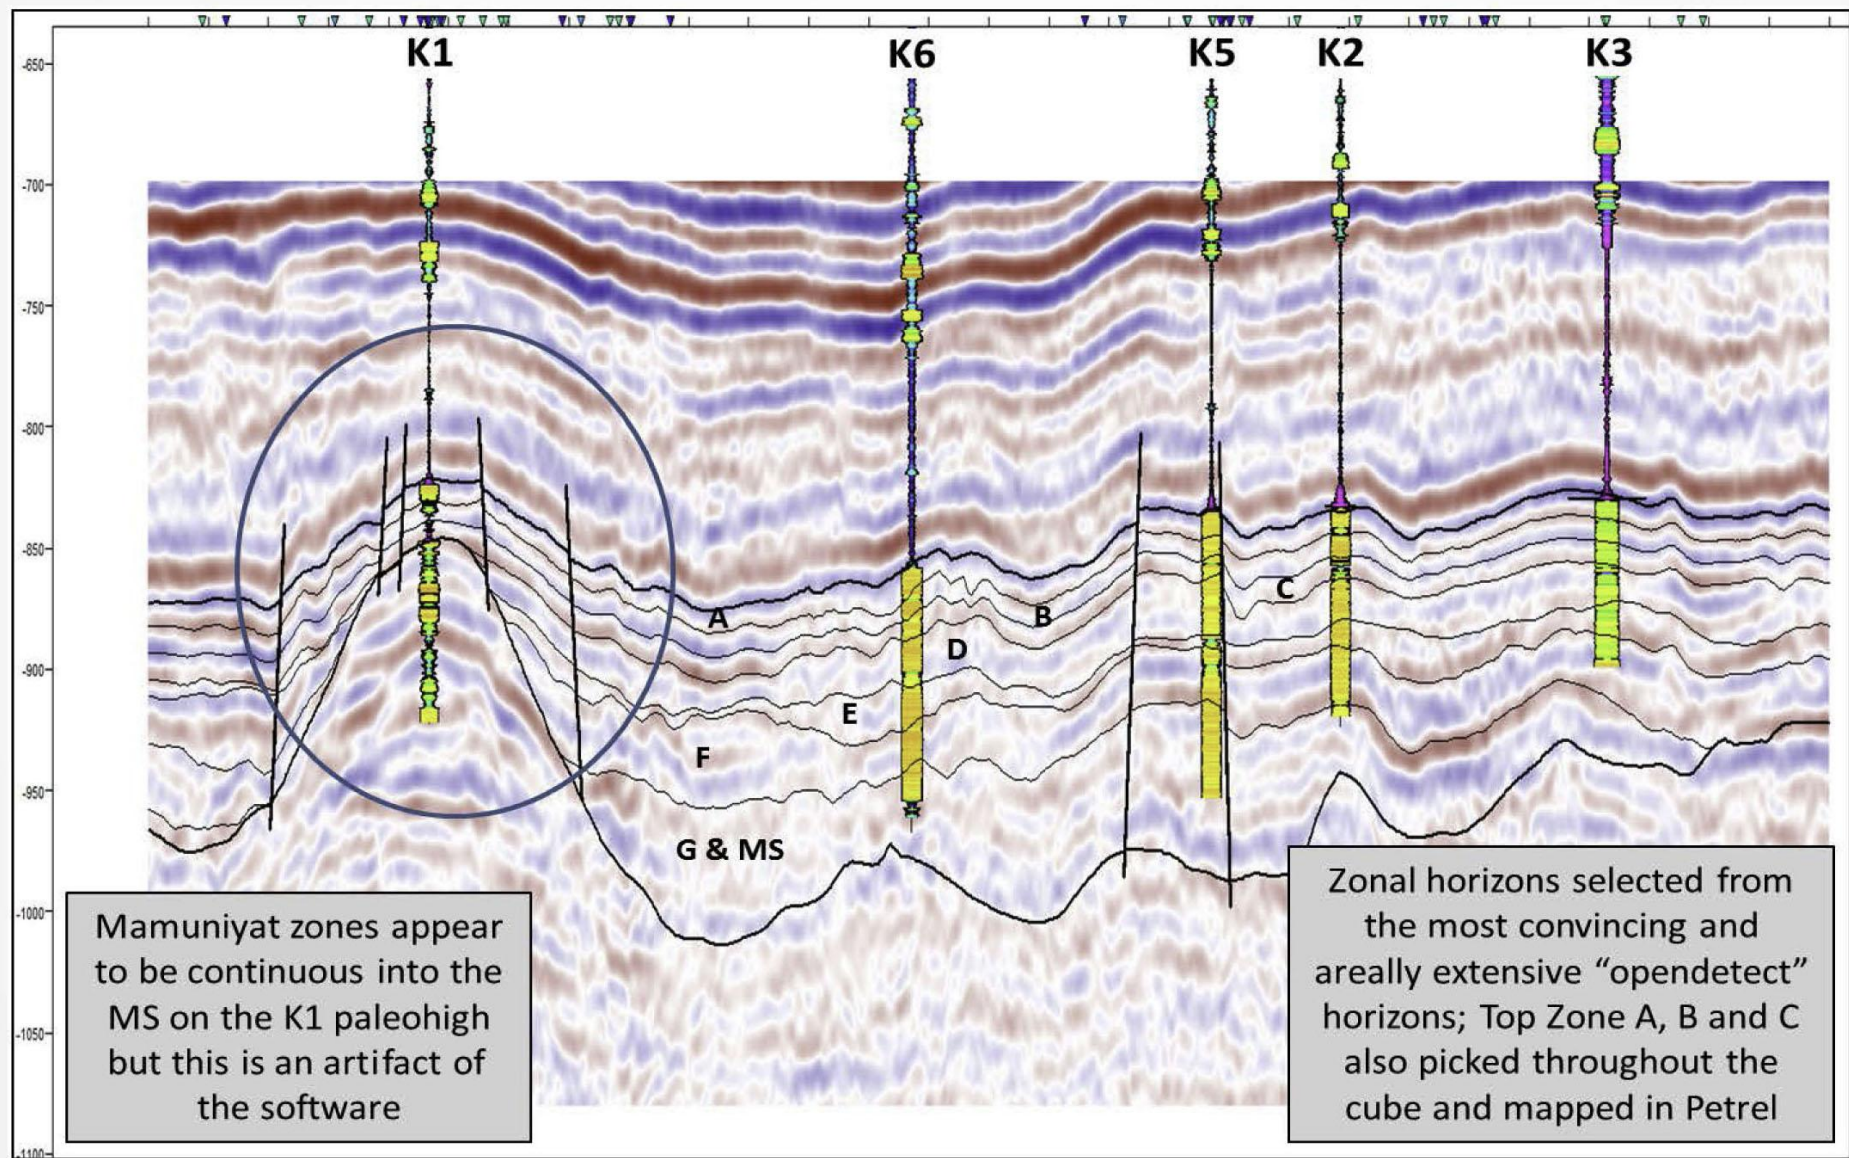 K1
K6
K5
K2
K3
-650
-700
-750
-800
-850
-900
-950
-1000
-1050
-1100
A
B
C
D
E
F
G & MS
Mamuniyat zones appear
to be continuous into the
MS on the K1 paleohigh
but this is an artifact of
the software
Zonal horizons selected from
the most convincing and
areally extensive “opendetect”
horizons; Top Zone A, B and C
also picked throughout the
cube and mapped in Petrel